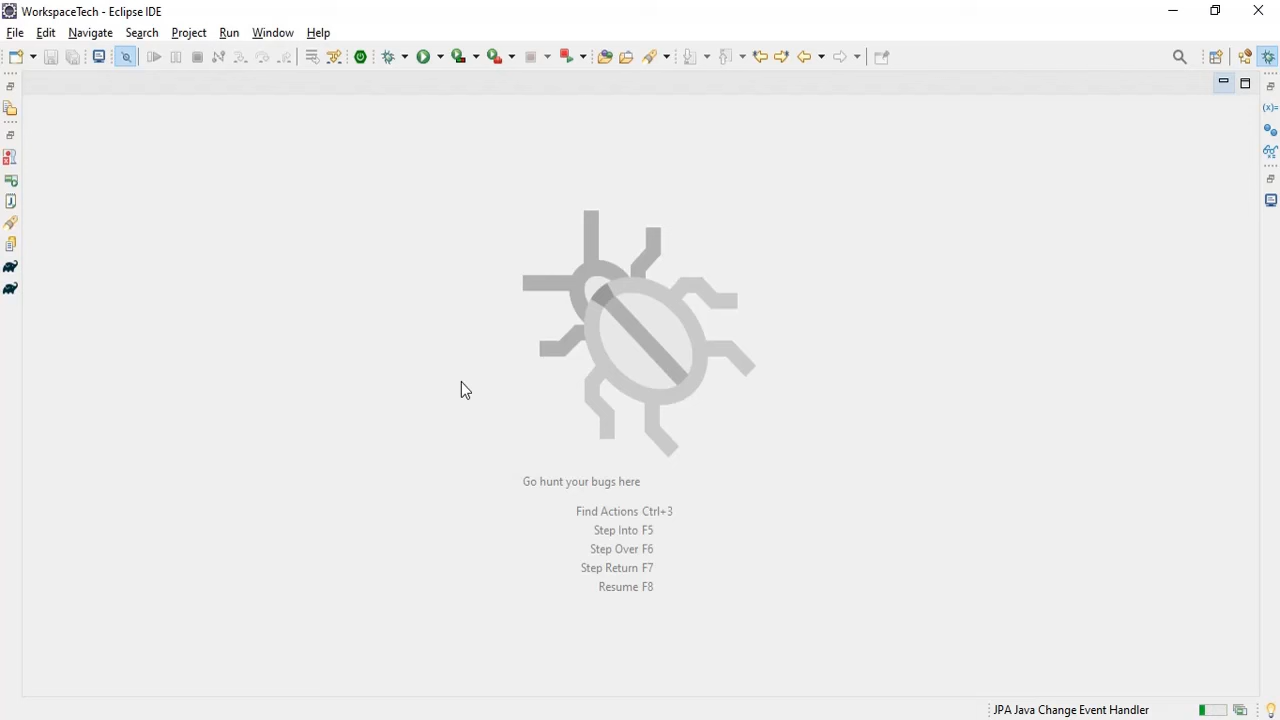 WorkspaceTech - Eclipse IDE
File Edit Navigate Search Project Run Window Help
Go hunt your bugs here
Find Actions Ctrl+3
Step Into F5
Step Over F6
Step Return F7
Resume F8
JPA Java Change Event Handler